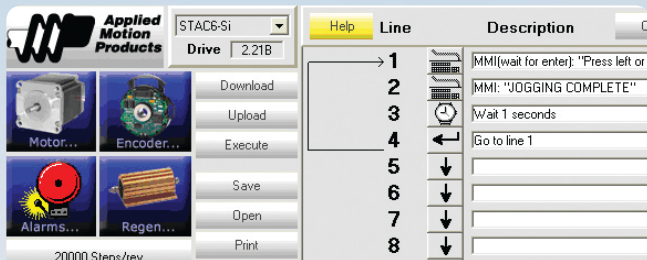 Applied
Motion
Products
STAC6-Si
Drive 2.21B
Motor...
Encoder...
Alarms...
Regen...
20000 Steps/rev
Download
Upload
Execute
Save
Open
Print
Help Line Description
1 MMI(wait for enter): "Press left or
2 MMI: "JOGGING COMPLETE"
3 Wait 1 seconds
4 Go to line 1
5
6
7
8